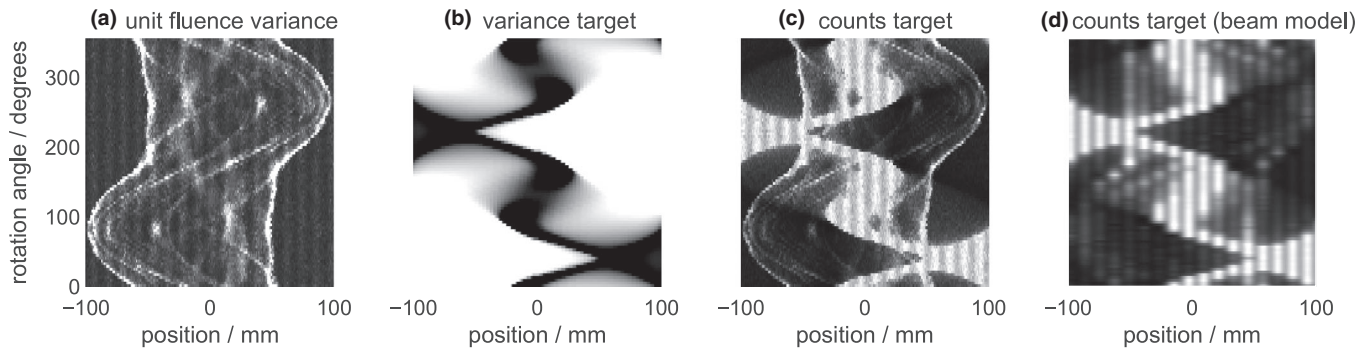 (a) unit fluence variance
(b) variance target
(c) counts target
(d) counts target (beam model)
rotation angle / degrees
300
200
100
0
−100 0 100
−100 0 100
−100 0 100
−100 0 100
position / mm
position / mm
position / mm
position / mm